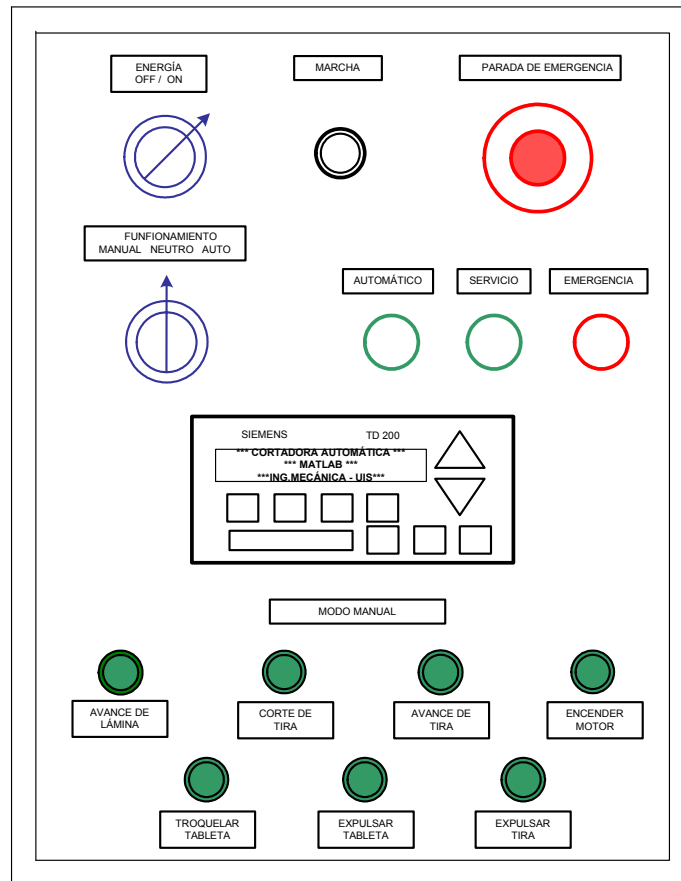 ENERGÍA
OFF / ON
MARCHA
PARADA DE EMERGENCIA
FUNFIONAMIENTO
MANUAL NEUTRO AUTO
AUTOMÁTICO
SERVICIO
EMERGENCIA
SIEMENS
TD 200
*** CORTADORA AUTOMÁTICA ***
*** MATLAB ***
***ING.MECÁNICA - UIS***
MODO MANUAL
AVANCE DE
LÁMINA
CORTE DE
TIRA
AVANCE DE
TIRA
ENCENDER
MOTOR
TROQUELAR
TABLETA
EXPULSAR
TABLETA
EXPULSAR
TIRA